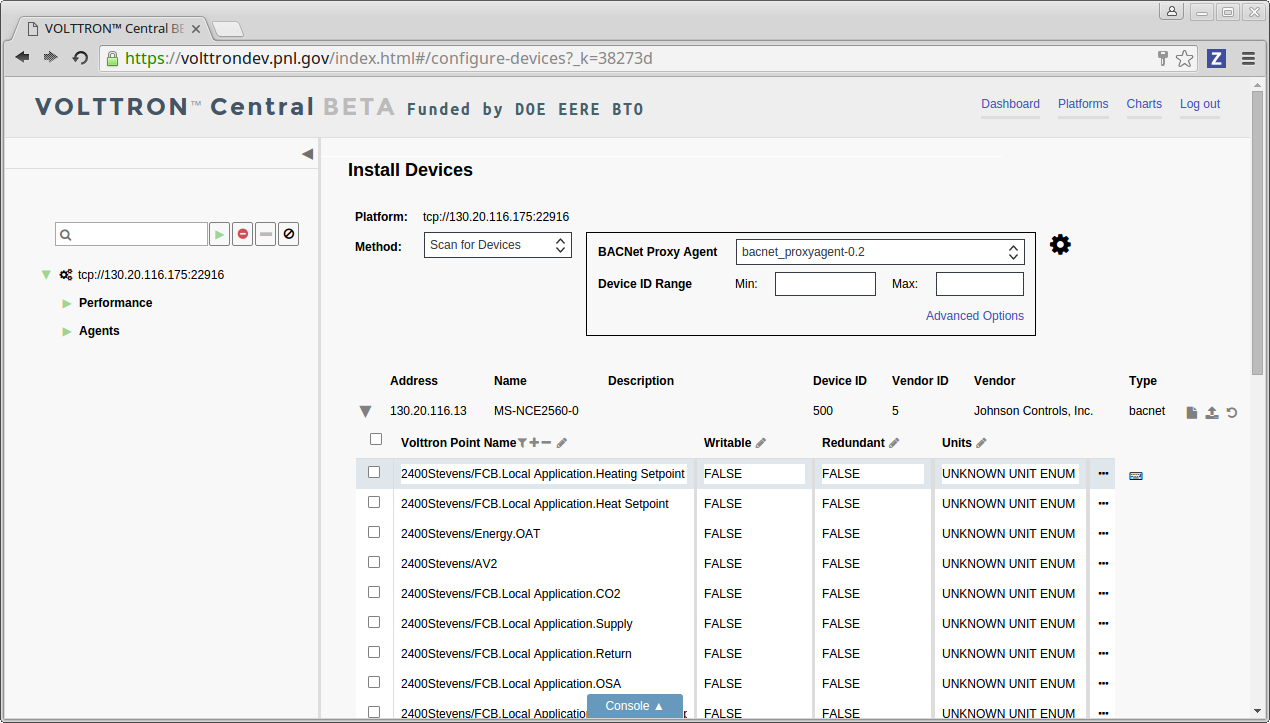 VOLTTRON™ Central BE
https://volttrondev.pnl.gov/index.html#/configure-devices?_k=38273d
Z
VOLTTRON™ Central BETA Funded by DOE EERE BTO
Dashboard Platforms Charts Log out
Install Devices
Platform: tcp://130.20.116.175:22916
Method: Scan for Devices
BACNet Proxy Agent bacnet_proxyagent-0.2
Device ID Range Min: Max:
Advanced Options
tcp://130.20.116.175:22916
Performance
Agents
Address Name Description Device ID Vendor ID Vendor Type
130.20.116.13 MS-NCE2560-0 500 5 Johnson Controls, Inc. bacnet
Volttron Point Name Writable Redundant Units
2400Stevens/FCB.Local Application.Heating Setpoint FALSE FALSE UNKNOWN UNIT ENUM
2400Stevens/FCB.Local Application.Heat Setpoint FALSE FALSE UNKNOWN UNIT ENUM
2400Stevens/Energy.OAT FALSE FALSE UNKNOWN UNIT ENUM
2400Stevens/AV2 FALSE FALSE UNKNOWN UNIT ENUM
2400Stevens/FCB.Local Application.CO2 FALSE FALSE UNKNOWN UNIT ENUM
2400Stevens/FCB.Local Application.Supply FALSE FALSE UNKNOWN UNIT ENUM
2400Stevens/FCB.Local Application.Return FALSE FALSE UNKNOWN UNIT ENUM
2400Stevens/FCB.Local Application.OSA FALSE FALSE UNKNOWN UNIT ENUM
2400Stevens/FCB.Local Application FALSE FALSE UNKNOWN UNIT ENUM
Console ▲